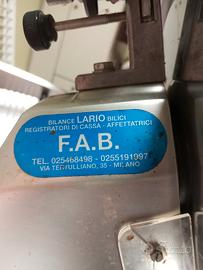 BILANCE LARIO BILICI
REGISTRATORI DI CASSA - AFFETTATRICI
F.A.B.
TEL. 025468498 - 0255191997
VIA TERTULLIANO, 35 - MILANO